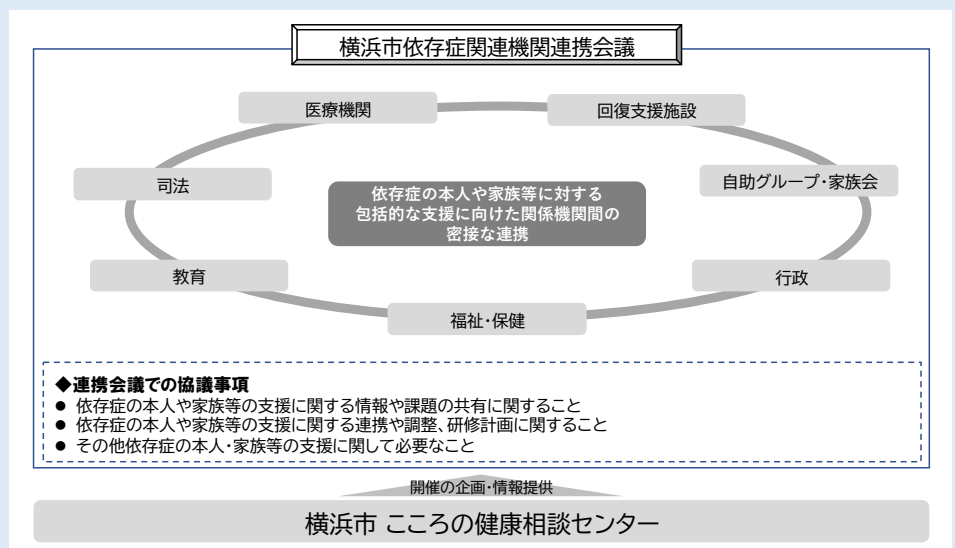 横浜市依存症関連機関連携会議
医療機関
回復支援施設
司法
自助グループ・家族会
依存症の本人や家族等に対する
包括的な支援に向けた関係機関間の
密接な連携
教育
行政
福祉・保健
◆連携会議での協議事項
● 依存症の本人や家族等の支援に関する情報や課題の共有に関すること
● 依存症の本人や家族等の支援に関する連携や調整、研修計画に関すること
● その他依存症の本人・家族等の支援に関して必要なこと
開催の企画・情報提供
横浜市 こころの健康相談センター